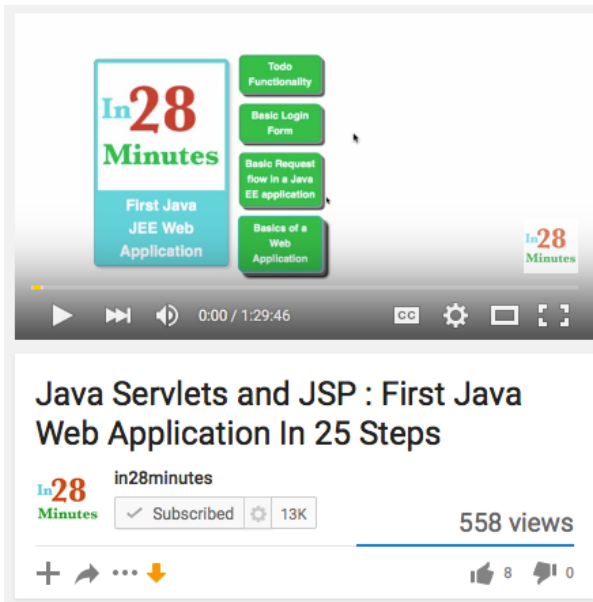 In28
Minutes
First Java
JEE Web
Application
Todo
Functionality
Basic Login
Form
Basic Request
flow in a Java
EE application
Basics of a
Web
Application
In28
Minutes
0:00 / 1:29:46
CC
Java Servlets and JSP : First Java
Web Application In 25 Steps
In28
Minutes
in28minutes
Subscribed 13K
558 views
8 0